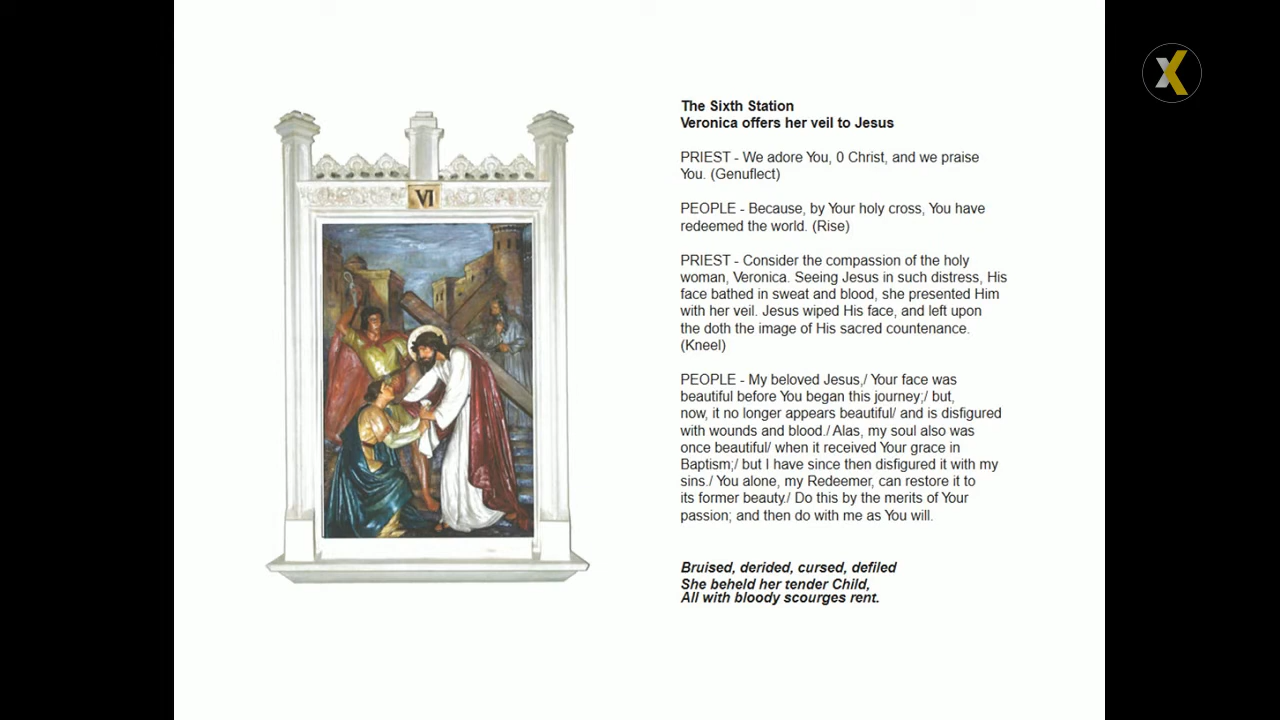 VI
The Sixth Station
Veronica offers her veil to Jesus
PRIEST - We adore You, 0 Christ, and we praise
You. (Genuflect)
PEOPLE - Because, by Your holy cross, You have
redeemed the world. (Rise)
PRIEST - Consider the compassion of the holy
woman, Veronica. Seeing Jesus in such distress, His
face bathed in sweat and blood, she presented Him
with her veil. Jesus wiped His face, and left upon
the doth the image of His sacred countenance.
(Kneel)
PEOPLE - My beloved Jesus,/ Your face was
beautiful before You began this journey;/ but,
now, it no longer appears beautiful/ and is disfigured
with wounds and blood./ Alas, my soul also was
once beautiful/ when it received Your grace in
Baptism;/ but I have since then disfigured it with my
sins./ You alone, my Redeemer, can restore it to
its former beauty./ Do this by the merits of Your
passion; and then do with me as You will.
Bruised, derided, cursed, defiled
She beheld her tender Child,
All with bloody scourges rent.